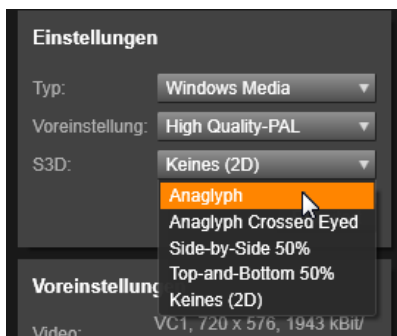 Einstellungen
Typ: Windows Media
Voreinstellung: High Quality-PAL
S3D: Keines (2D)
Anaglyph
Anaglyph Crossed Eyed
Side-by-Side 50%
Top-and-Bottom 50%
Keines (2D)
Voreinstellung
Video: VC1, 720 x 576, 1943 kBit/